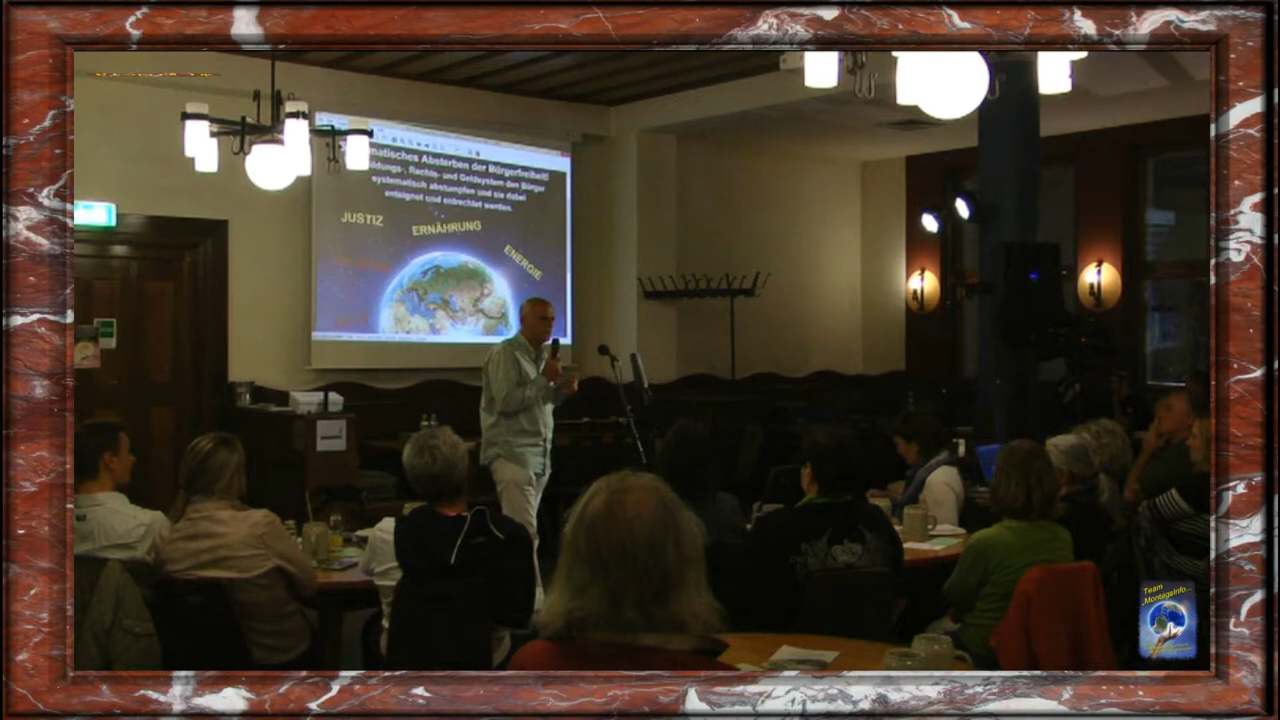 matisches Absterben der Bürgerfreiheit!
ldungs-, Rechts- und Geldsystem den Bürger
systematisch abstumpfen und sie dabei
enteignet und entrechtet werden.
JUSTIZ
ERNÄHRUNG
ENERGIE
Team
„MontagsInfo...